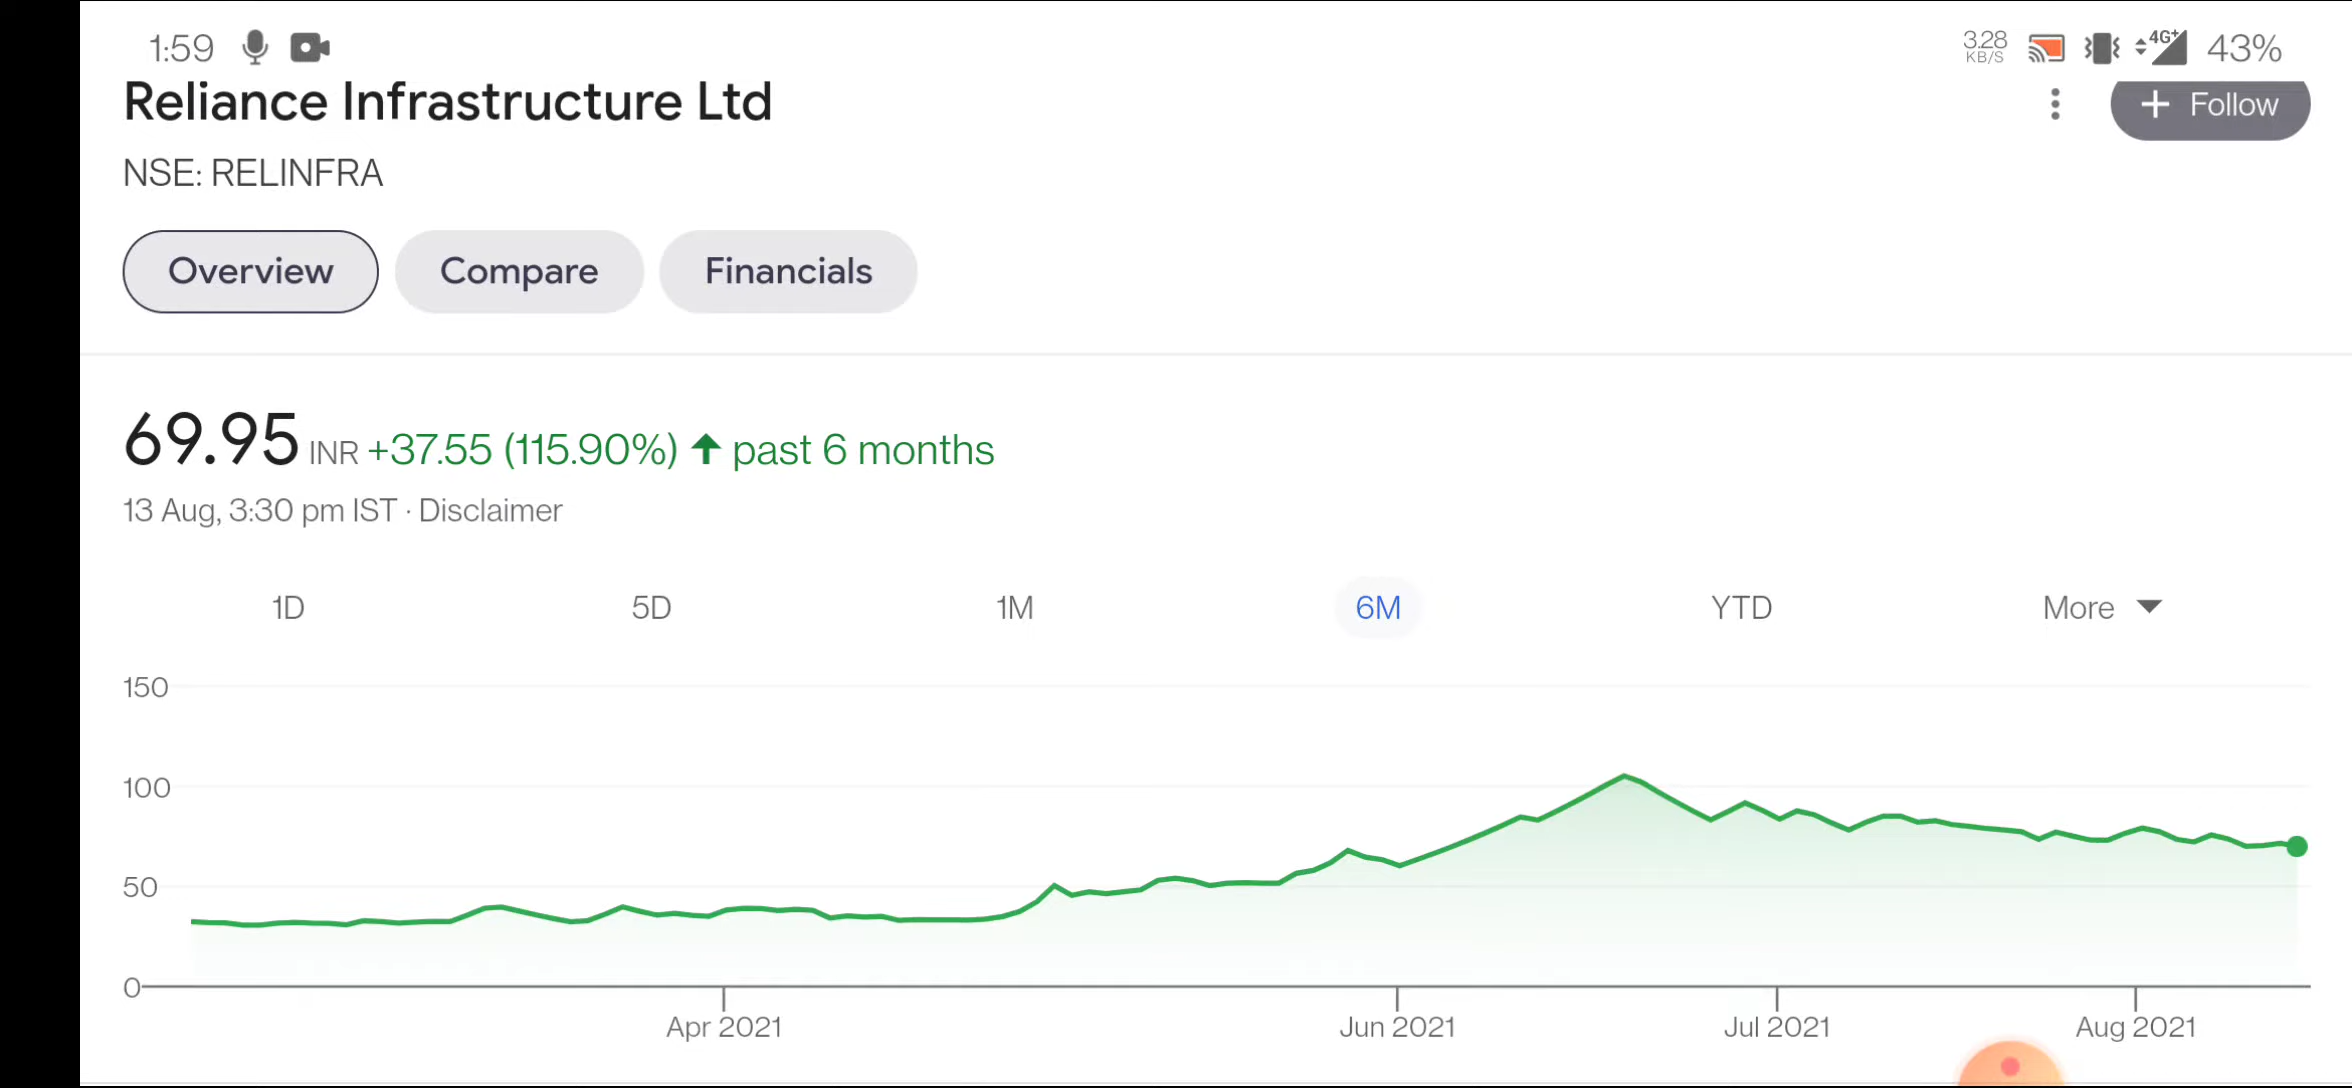 1:59
3.28 KB/S 4G+ 43%
Reliance Infrastructure Ltd
+ Follow
NSE: RELINFRA
Overview Compare Financials
69.95 INR +37.55 (115.90%) ↑ past 6 months
13 Aug, 3:30 pm IST · Disclaimer
1D 5D 1M 6M YTD More
150
100
50
0
Apr 2021 Jun 2021 Jul 2021 Aug 2021